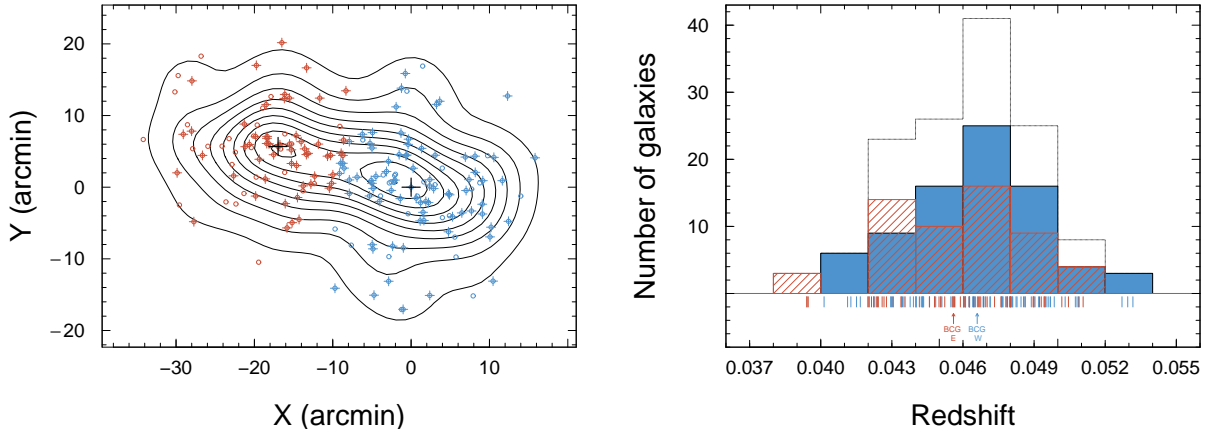 20
10
0
−10
−20
Y (arcmin)
−30 −20 −10 0 10
X (arcmin)
40
30
20
10
Number of galaxies
BCG BCG
E W
0.037 0.040 0.043 0.046 0.049 0.052 0.055
Redshift